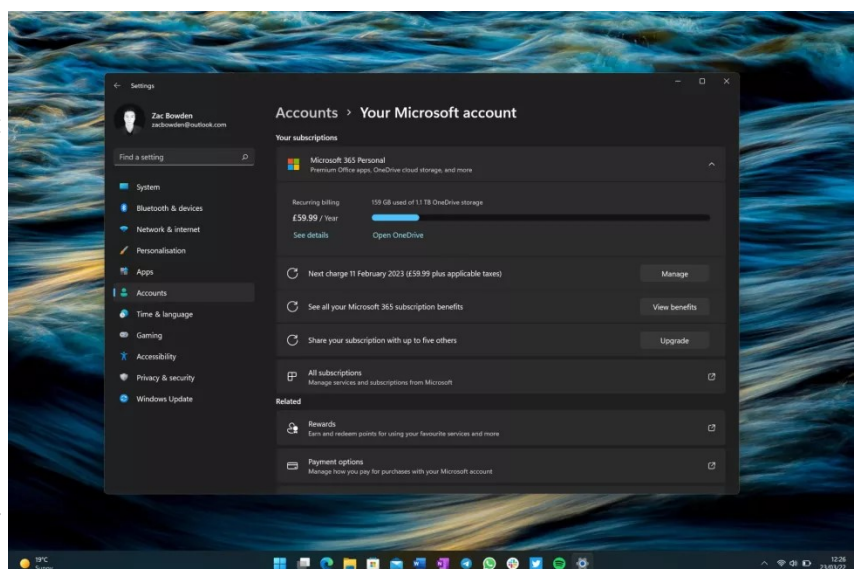 Settings
Zac Bowden
zacbowden@outlook.com
Find a setting
System
Bluetooth & devices
Network & internet
Personalisation
Apps
Accounts
Time & language
Gaming
Accessibility
Privacy & security
Windows Update
Accounts > Your Microsoft account
Your subscriptions
Microsoft 365 Personal
Premium Office apps, OneDrive cloud storage, and more
Recurring billing
£59.99 / Year
See details
159 GB used of 1.1 TB OneDrive storage
Open OneDrive
Next charge 11 February 2023 (£59.99 plus applicable taxes)
Manage
See all your Microsoft 365 subscription benefits
View benefits
Share your subscription with up to five others
Upgrade
All subscriptions
Manage services and subscriptions from Microsoft
Related
Rewards
Earn and redeem points for using your favourite services and more
Payment options
Manage how you pay for purchases with your Microsoft account
19°C
Sunny
12:26
23/03/22